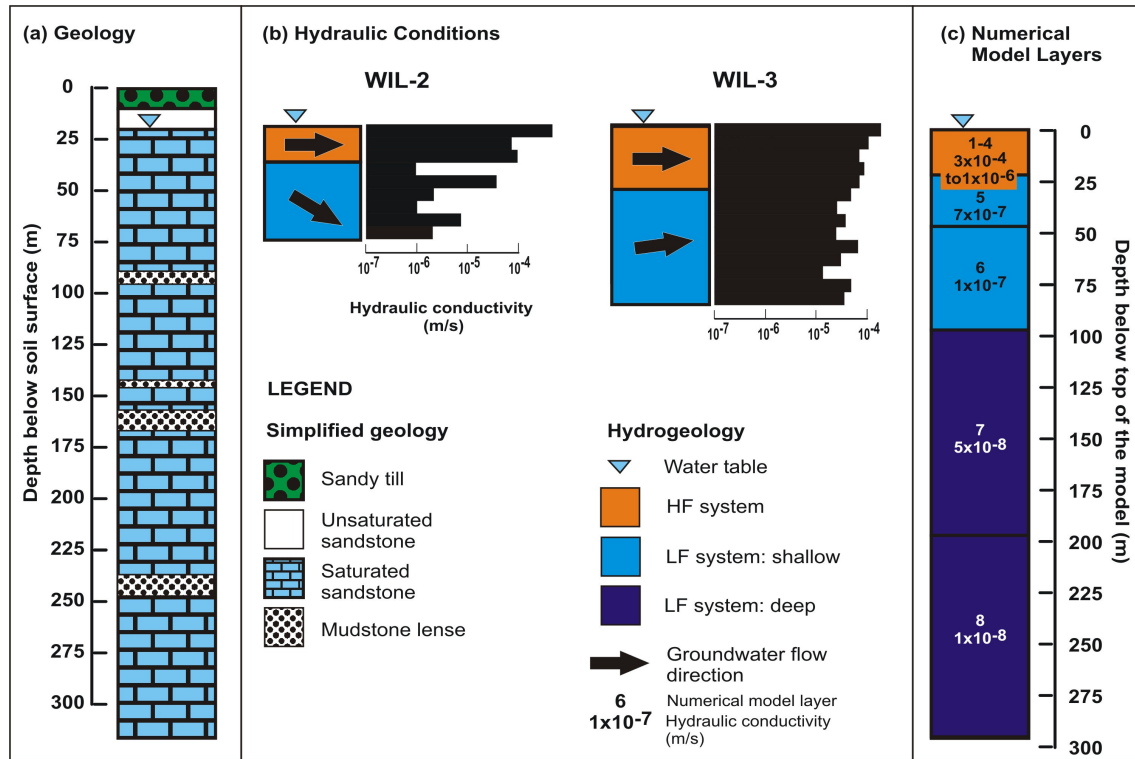 (a) Geology
Depth below soil surface (m)
0
25
50
75
100
125
150
175
200
225
250
275
300
(b) Hydraulic Conditions
WIL-2
10-7
10-6
10-5
10-4
Hydraulic conductivity
(m/s)
WIL-3
10-7
10-6
10-5
10-4
LEGEND
Simplified geology
Sandy till
Unsaturated
sandstone
Saturated
sandstone
Mudstone lense
Hydrogeology
Water table
HF system
LF system: shallow
LF system: deep
Groundwater flow
direction
6 Numerical model layer
1x10-7 Hydraulic conductivity
(m/s)
(c) Numerical
Model Layers
1-4
3x10-4
to1x10-6
5
7x10-7
6
1x10-7
7
5x10-8
8
1x10-8
0
25
50
75
100
125
150
175
200
225
250
275
300
Depth below top of the model (m)